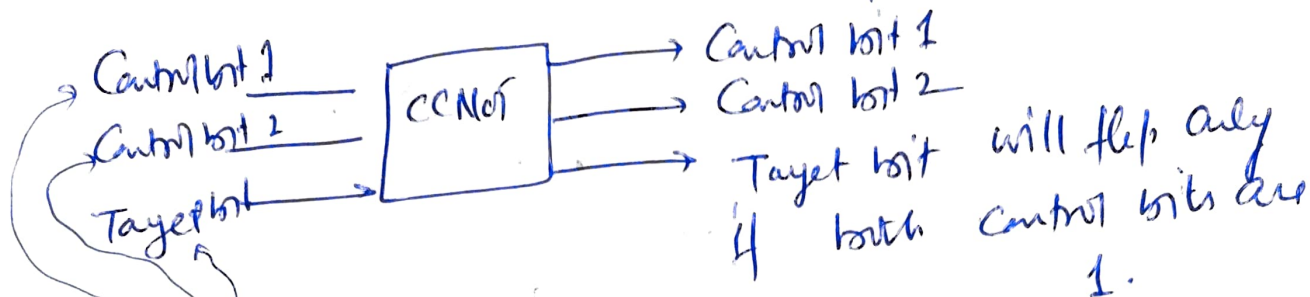 Control bit 1
Control bit 2
Target bit
CCNOT
Control bit 1
Control bit 2
Target bit will flip only
if both control bits are
1.